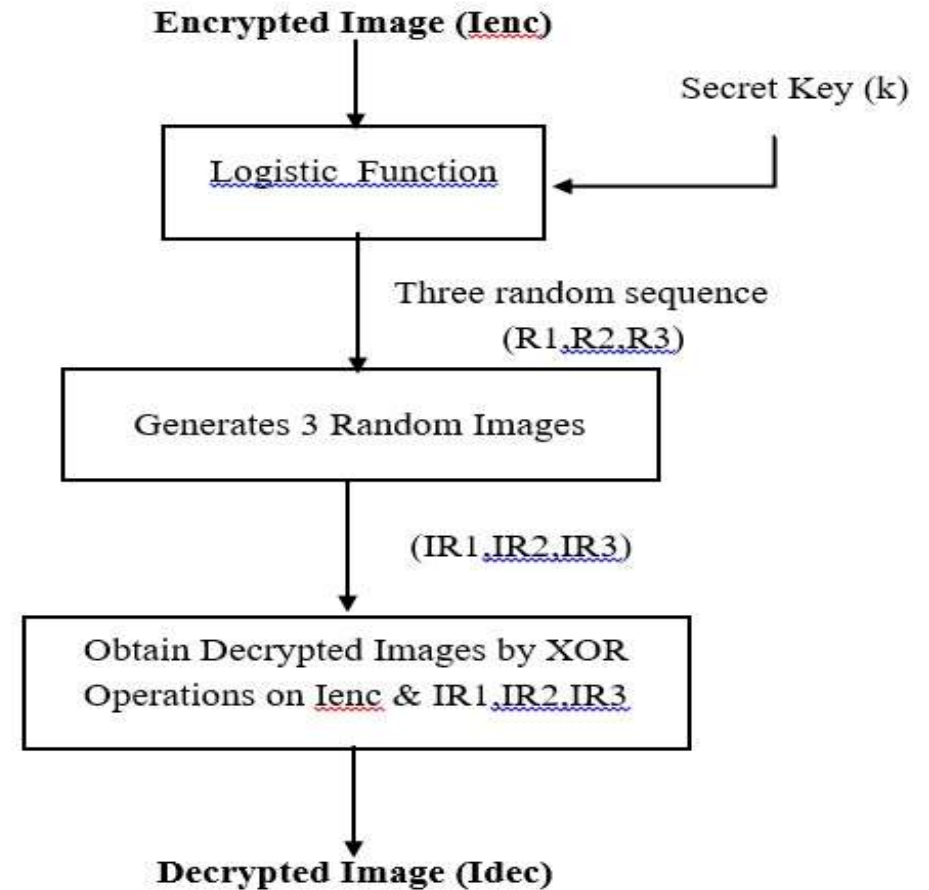 Encrypted Image (Ienc)
Secret Key (k)
Logistic Function
Three random sequence
(R1,R2,R3)
Generates 3 Random Images
(IR1,IR2,IR3)
Obtain Decrypted Images by XOR
Operations on Ienc & IR1,IR2,IR3
Decrypted Image (Idec)